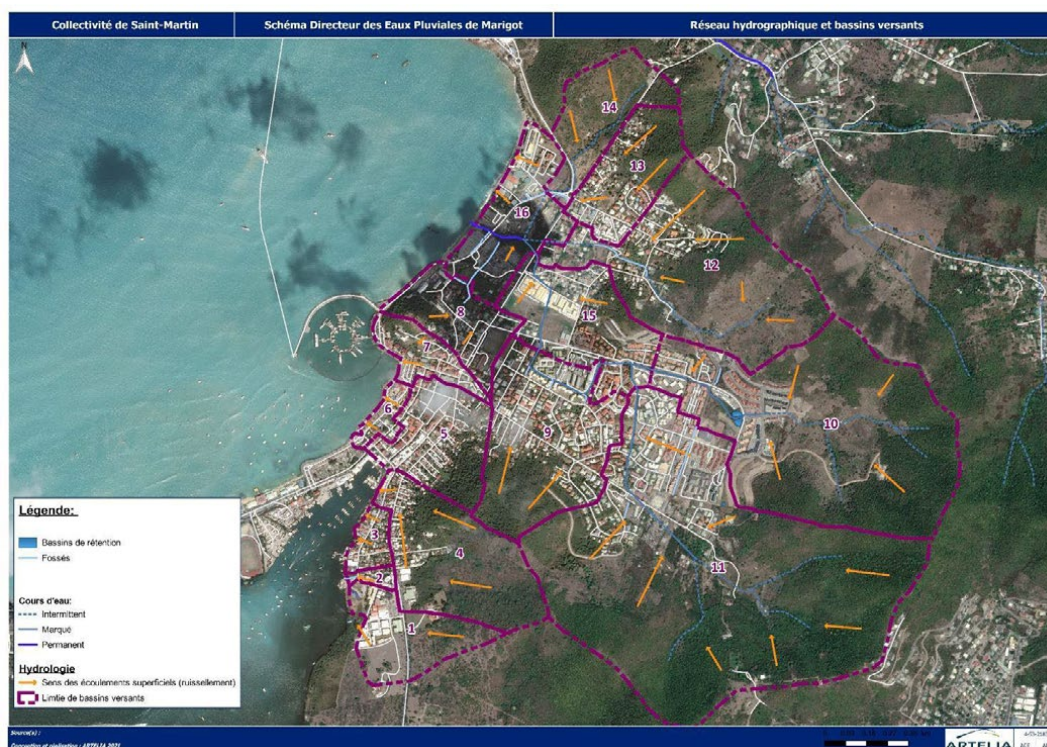 Collectivité de Saint-Martin
Schéma Directeur des Eaux Pluviales de Marigot
Réseau hydrographique et bassins versants
N
14
13
16
12
15
8
7
6
5
9
10
3
4
2
11
1
Légende:
Bassins de rétention
Fossés
Cours d'eau:
Intermittent
Marqué
Permanent
Hydrologie
Sens des écoulements superficiels (ruissellement)
Limtie de bassins versants
Source(s) :
Conception et réalisation : ARTELIA 2021
ARTELIA